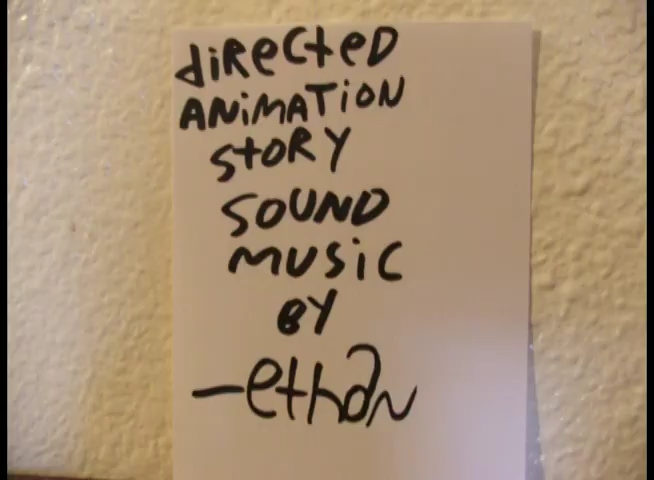 diRecteD
ANiMATiON
StORY
SOUND
MUSiC
BY
-ethan